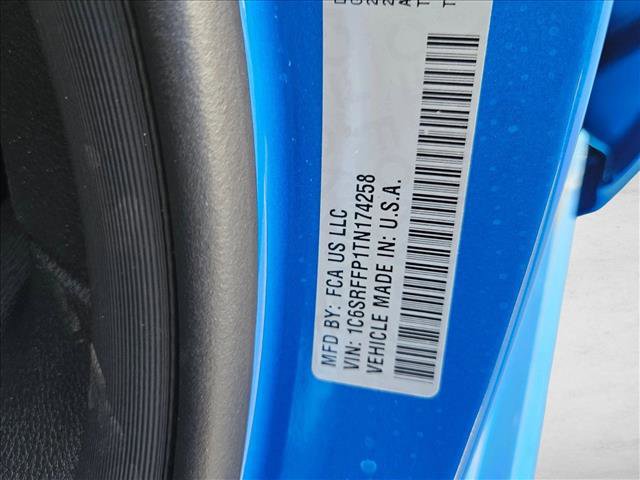 MFD BY: FCA US LLC
VIN: 1C6SRFFP1TN174258
VEHICLE MADE IN: U.S.A.